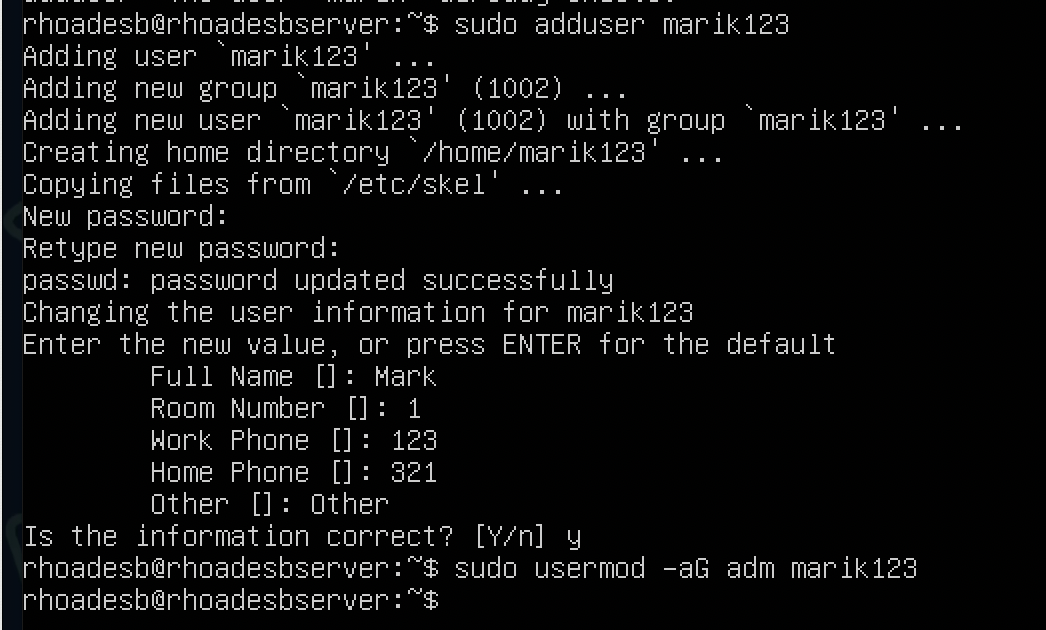 rhoadesb@rhoadesbserver:~$ sudo adduser marik123
Adding user `marik123' ...
Adding new group `marik123' (1002) ...
Adding new user `marik123' (1002) with group `marik123' ...
Creating home directory `/home/marik123' ...
Copying files from `/etc/skel' ...
New password:
Retype new password:
passwd: password updated successfully
Changing the user information for marik123
Enter the new value, or press ENTER for the default
Full Name []: Mark
Room Number []: 1
Work Phone []: 123
Home Phone []: 321
Other []: Other
Is the information correct? [Y/n] y
rhoadesb@rhoadesbserver:~$ sudo usermod -aG adm marik123
rhoadesb@rhoadesbserver:~$